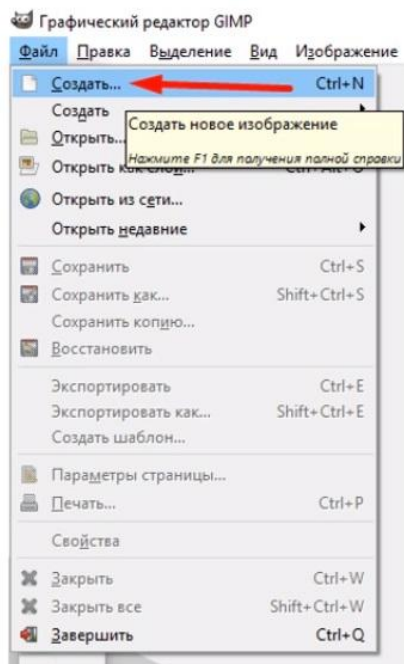 Графический редактор GIMP
Файл Правка Выделение Вид Изображение
Создать... Ctrl+N
Создать
Создать новое изображение
Открыть...
Нажмите F1 для получения полной справки
Открыть как слои... Ctrl+Alt+O
Открыть из сети...
Открыть недавние
Сохранить Ctrl+S
Сохранить как... Shift+Ctrl+S
Сохранить копию...
Восстановить
Экспортировать Ctrl+E
Экспортировать как... Shift+Ctrl+E
Создать шаблон...
Параметры страницы...
Печать... Ctrl+P
Свойства
Закрыть Ctrl+W
Закрыть все Shift+Ctrl+W
Завершить Ctrl+Q